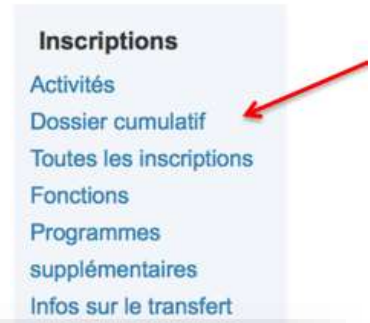 Inscriptions
Activités
Dossier cumulatif
Toutes les inscriptions
Fonctions
Programmes
supplémentaires
Infos sur le transfert